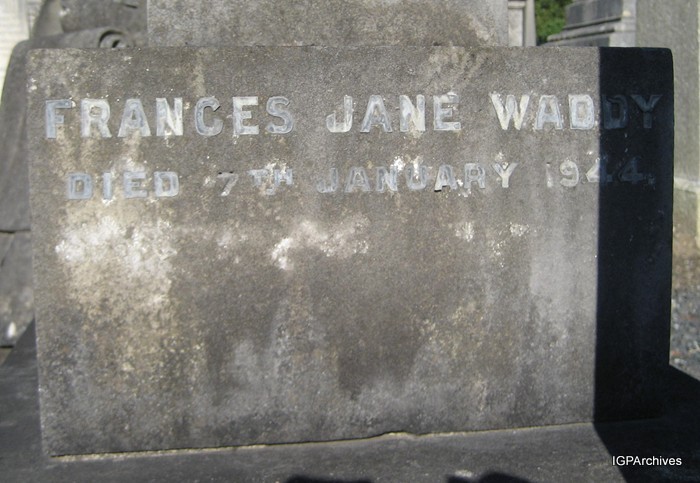 FRANCES JANE WADDY
DIED 7TH JANUARY 1944.
IGPArchives